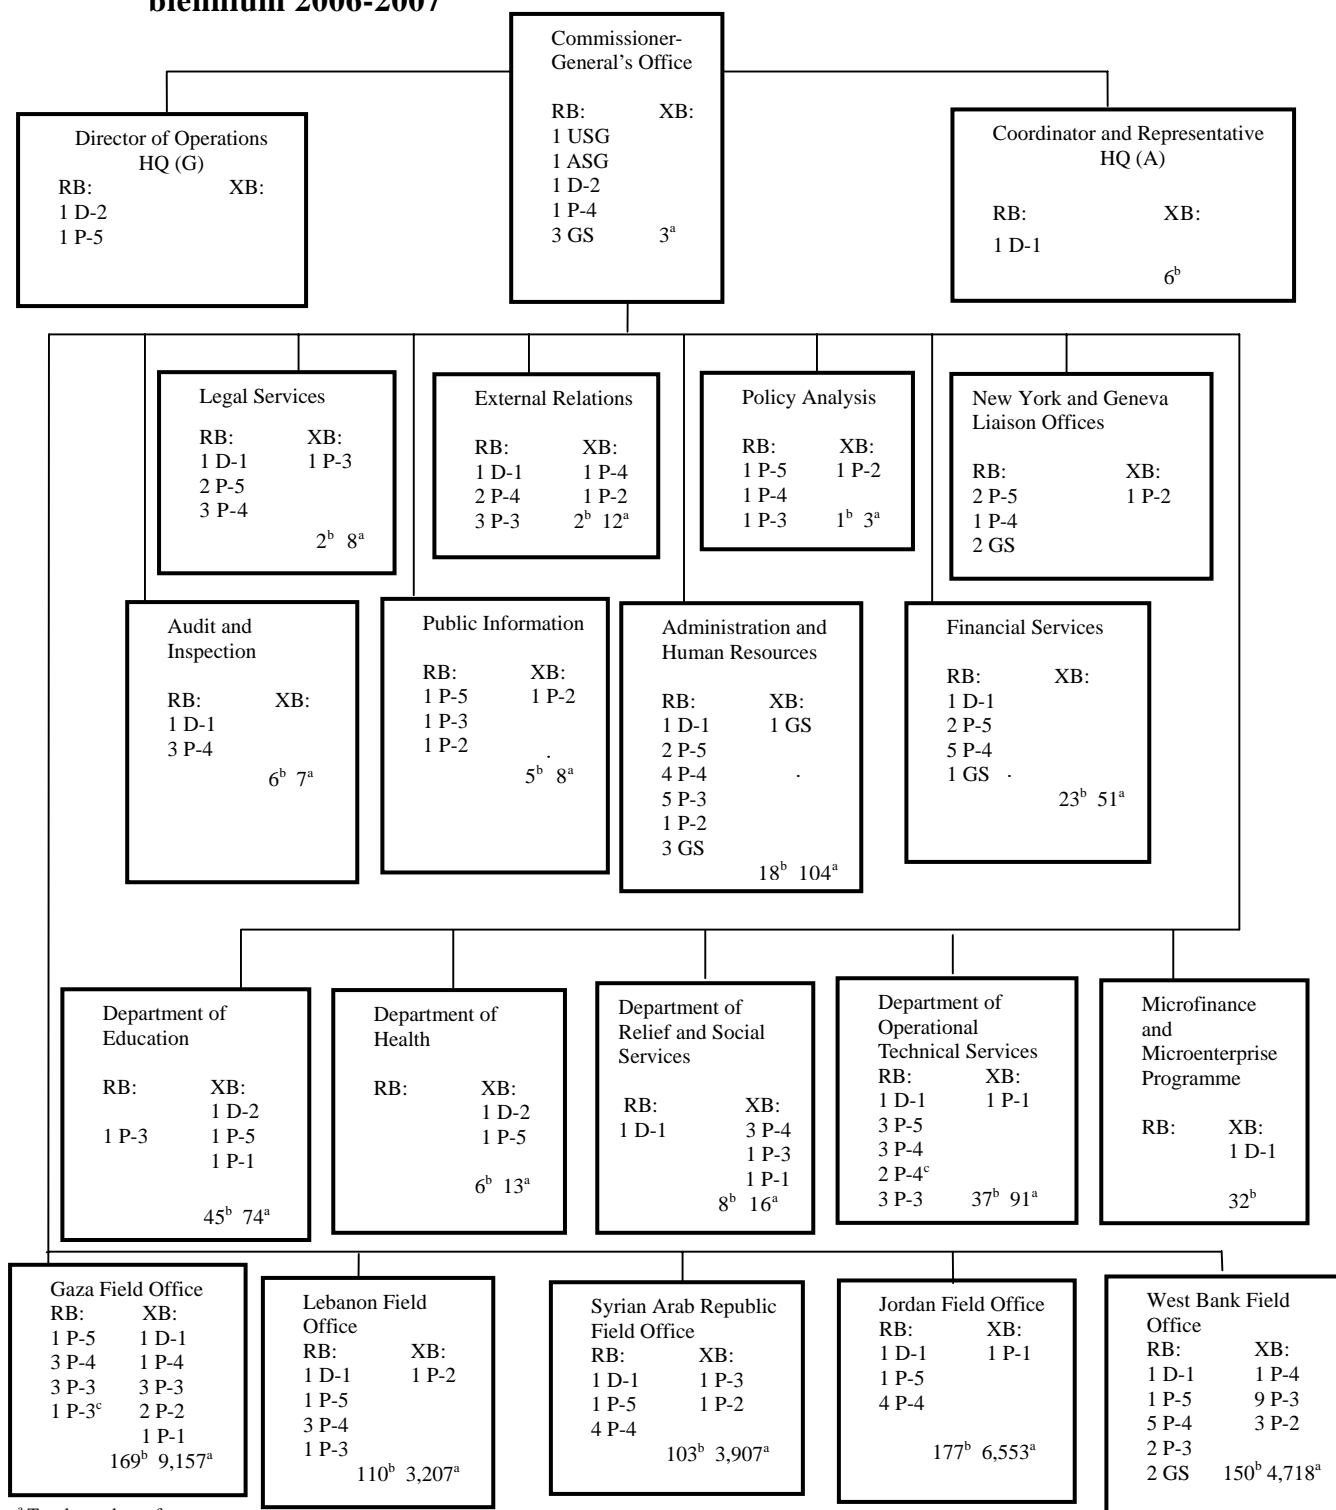 biennium 2006-2007
Commissioner-
General's Office
RB: XB:
1 USG
1 ASG
1 D-2
1 P-4
3 GS 3a
Director of Operations
HQ (G)
RB: XB:
1 D-2
1 P-5
Coordinator and Representative
HQ (A)
RB: XB:
1 D-1
6b
Legal Services
RB: XB:
1 D-1 1 P-3
2 P-5
3 P-4
2b 8a
External Relations
RB: XB:
1 D-1 1 P-4
2 P-4 1 P-2
3 P-3 2b 12a
Policy Analysis
RB: XB:
1 P-5 1 P-2
1 P-4
1 P-3 1b 3a
New York and Geneva
Liaison Offices
RB: XB:
2 P-5 1 P-2
1 P-4
2 GS
Audit and
Inspection
RB: XB:
1 D-1
3 P-4
6b 7a
Public Information
RB: XB:
1 P-5 1 P-2
1 P-3
1 P-2 .
5b 8a
Administration and
Human Resources
RB: XB:
1 D-1 1 GS
2 P-5
4 P-4 .
5 P-3
1 P-2
3 GS
18b 104a
Financial Services
RB: XB:
1 D-1
2 P-5
5 P-4
1 GS .
23b 51a
Department of
Education
RB: XB:
1 D-2
1 P-3 1 P-5
1 P-1
45b 74a
Department of
Health
RB: XB:
1 D-2
1 P-5
6b 13a
Department of
Relief and Social
Services
RB: XB:
1 D-1 3 P-4
1 P-3
1 P-1
8b 16a
Department of
Operational
Technical Services
RB: XB:
1 D-1 1 P-1
3 P-5
3 P-4
2 P-4c
3 P-3 37b 91a
Microfinance
and
Microenterprise
Programme
RB: XB:
1 D-1
32b
Gaza Field Office
RB: XB:
1 P-5 1 D-1
3 P-4 1 P-4
3 P-3 3 P-3
1 P-3c 2 P-2
1 P-1
169b 9,157a
Lebanon Field
Office
RB: XB:
1 D-1 1 P-2
1 P-5
3 P-4
1 P-3
110b 3,207a
Syrian Arab Republic
Field Office
RB: XB:
1 D-1 1 P-3
1 P-5 1 P-2
4 P-4
103b 3,907a
Jordan Field Office
RB: XB:
1 D-1 1 P-1
1 P-5
4 P-4
177b 6,553a
West Bank Field
Office
RB: XB:
1 D-1 1 P-4
1 P-5 9 P-3
5 P-4 3 P-2
2 P-3
2 GS 150b 4,718a